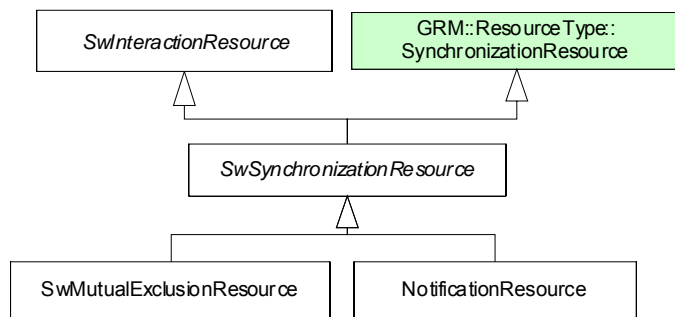 SwInteractionResource
GRM::ResourceType::
SynchronizationResource
SwSynchronizationResource
SwMutualExclusionResource
NotificationResource